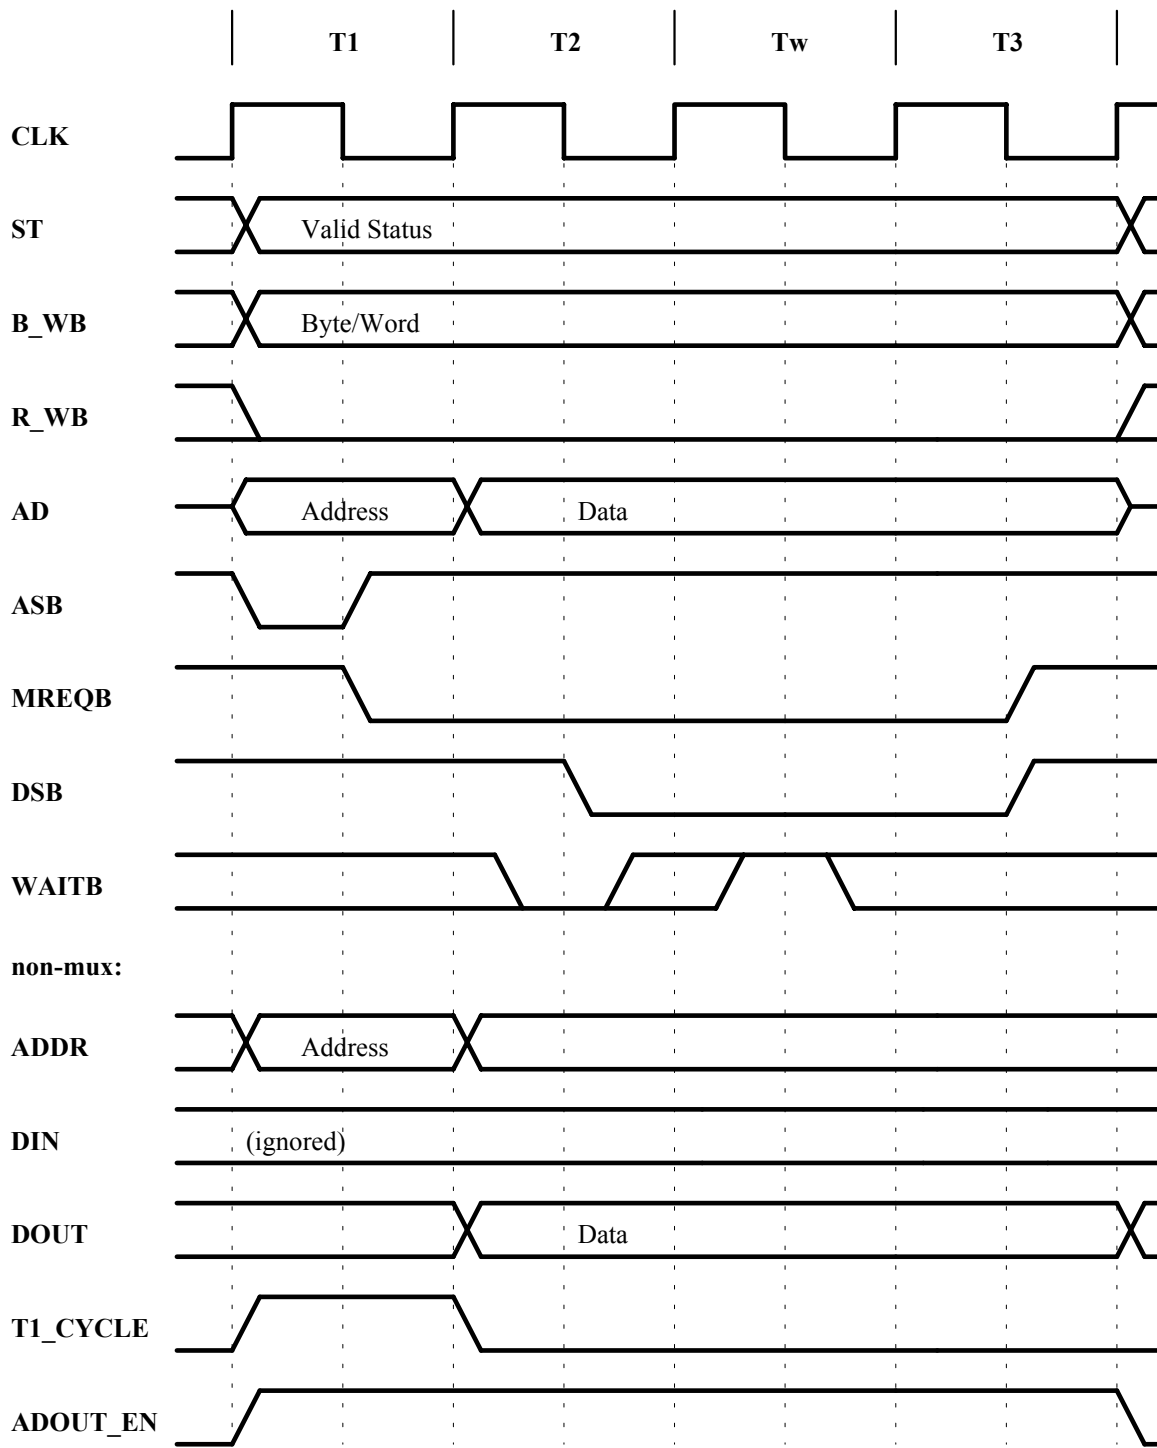 T1 T2 Tw T3
CLK
ST Valid Status
B_WB Byte/Word
R_WB
AD Address Data
ASB
MREQB
DSB
WAITB
non-mux:
ADDR Address
DIN (ignored)
DOUT Data
T1_CYCLE
ADOUT_EN